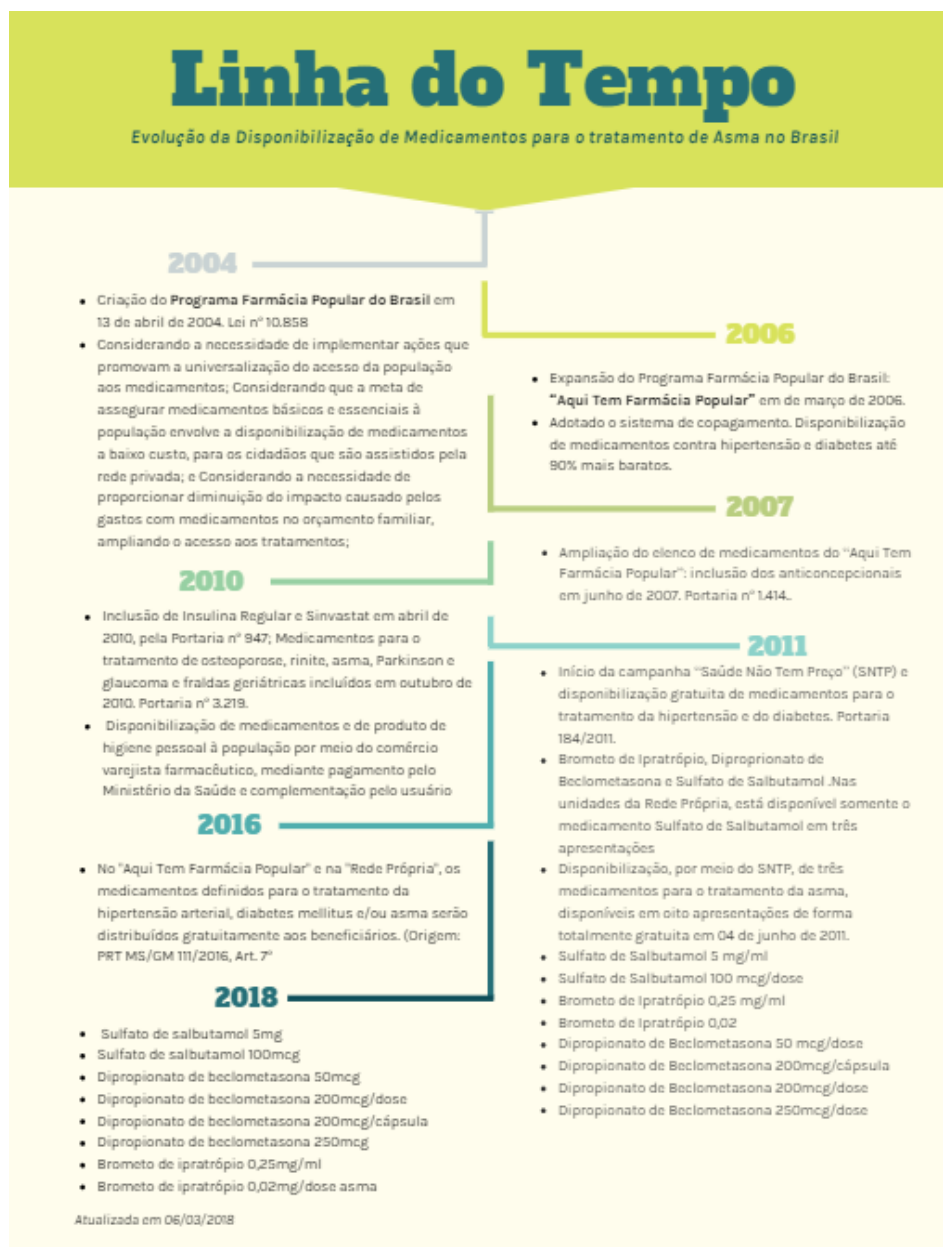 Linha do Tempo
Evolução da Disponibilização de Medicamentos para o tratamento de Asma no Brasil
2004
• Criação do Programa Farmácia Popular do Brasil em
13 de abril de 2004. Lei nº 10.858
• Considerando a necessidade de implementar ações que
promovam a universalização do acesso da população
aos medicamentos; Considerando que a meta de
assegurar medicamentos básicos e essenciais à
população envolve a disponibilização de medicamentos
a baixo custo, para os cidadãos que são assistidos pela
rede privada; e Considerando a necessidade de
proporcionar diminuição do impacto causado pelos
gastos com medicamentos no orçamento familiar,
ampliando o acesso aos tratamentos;
2006
• Expansão do Programa Farmácia Popular do Brasil:
“Aqui Tem Farmácia Popular” em de março de 2006.
• Adotado o sistema de copagamento. Disponibilização
de medicamentos contra hipertensão e diabetes até
90% mais baratos.
2007
• Ampliação do elenco de medicamentos do “Aqui Tem
Farmácia Popular”: inclusão dos anticoncepcionais
em junho de 2007. Portaria nº 1.414..
2010
• Inclusão de Insulina Regular e Sinvastat em abril de
2010, pela Portaria nº 947; Medicamentos para o
tratamento de osteoporose, rinite, asma, Parkinson e
glaucoma e fraldas geriátricas incluídos em outubro de
2010. Portaria nº 3.219.
• Disponibilização de medicamentos e de produto de
higiene pessoal à população por meio do comércio
varejista farmacêutico, mediante pagamento pelo
Ministério da Saúde e complementação pelo usuário
2011
• Início da campanha “Saúde Não Tem Preço” (SNTP) e
disponibilização gratuita de medicamentos para o
tratamento da hipertensão e do diabetes. Portaria
184/2011.
• Brometo de Ipratrópio, Diproprionato de
Beclometasona e Sulfato de Salbutamol .Nas
unidades da Rede Própria, está disponível somente o
medicamento Sulfato de Salbutamol em três
apresentações
• Disponibilização, por meio do SNTP, de três
medicamentos para o tratamento da asma,
disponíveis em oito apresentações de forma
totalmente gratuita em 04 de junho de 2011.
• Sulfato de Salbutamol 5 mg/ml
• Sulfato de Salbutamol 100 mcg/dose
• Brometo de Ipratrópio 0,25 mg/ml
• Brometo de Ipratrópio 0,02
• Dipropionato de Beclometasona 50 mcg/dose
• Dipropionato de Beclometasona 200mcg/cápsula
• Dipropionato de Beclometasona 200mcg/dose
• Dipropionato de Beclometasona 250mcg/dose
2016
• No "Aqui Tem Farmácia Popular" e na "Rede Própria", os
medicamentos definidos para o tratamento da
hipertensão arterial, diabetes mellitus e/ou asma serão
distribuídos gratuitamente aos beneficiários. (Origem:
PRT MS/GM 111/2016, Art. 7º
2018
• Sulfato de salbutamol 5mg
• Sulfato de salbutamol 100mcg
• Dipropionato de beclometasona 50mcg
• Dipropionato de beclometasona 200mcg/dose
• Dipropionato de beclometasona 200mcg/cápsula
• Dipropionato de beclometasona 250mcg
• Brometo de ipratrópio 0,25mg/ml
• Brometo de ipratrópio 0,02mg/dose asma
Atualizada em 06/03/2018